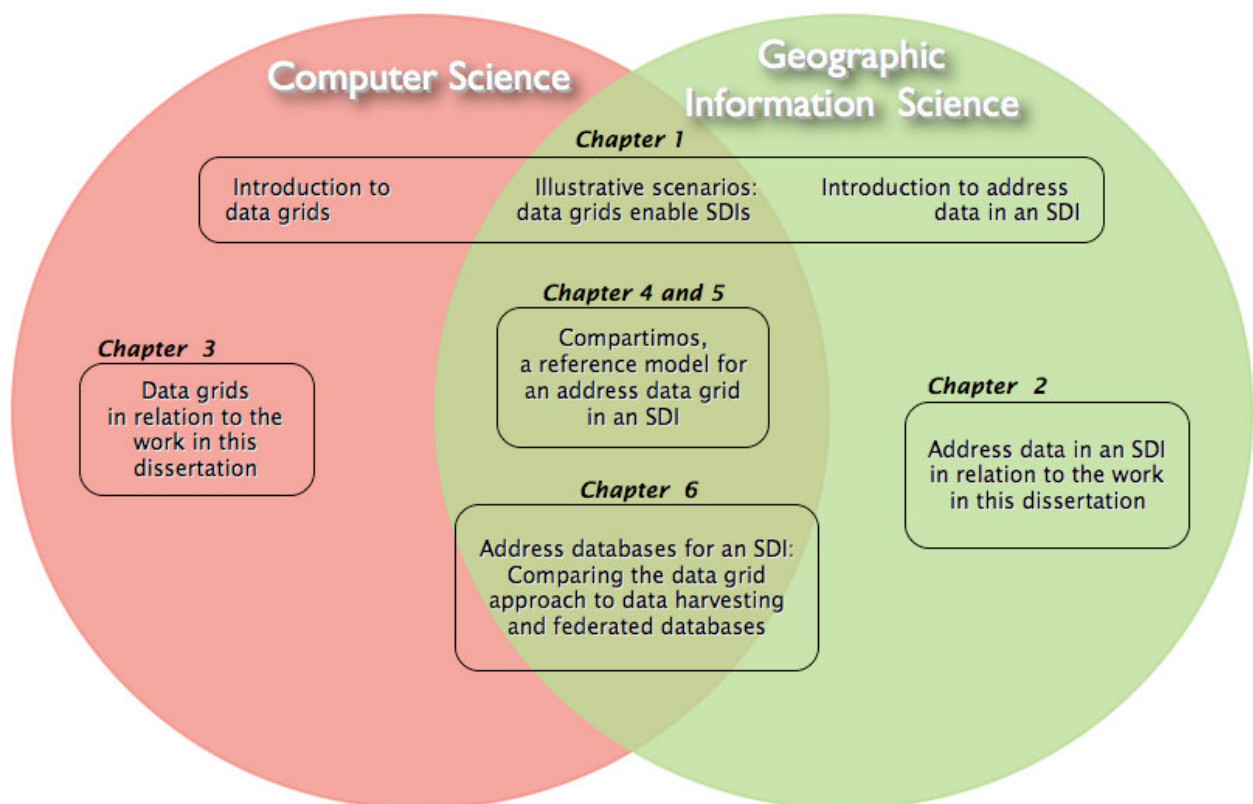 Computer Science
Geographic
Information Science
Chapter 1
Introduction to
data grids
Illustrative scenarios:
data grids enable SDIs
Introduction to address
data in an SDI
Chapter 4 and 5
Compartimos,
a reference model for
an address data grid
in an SDI
Chapter 3
Data grids
in relation to the
work in this
dissertation
Chapter 2
Address data in an SDI
in relation to the work
in this dissertation
Chapter 6
Address databases for an SDI:
Comparing the data grid
approach to data harvesting
and federated databases